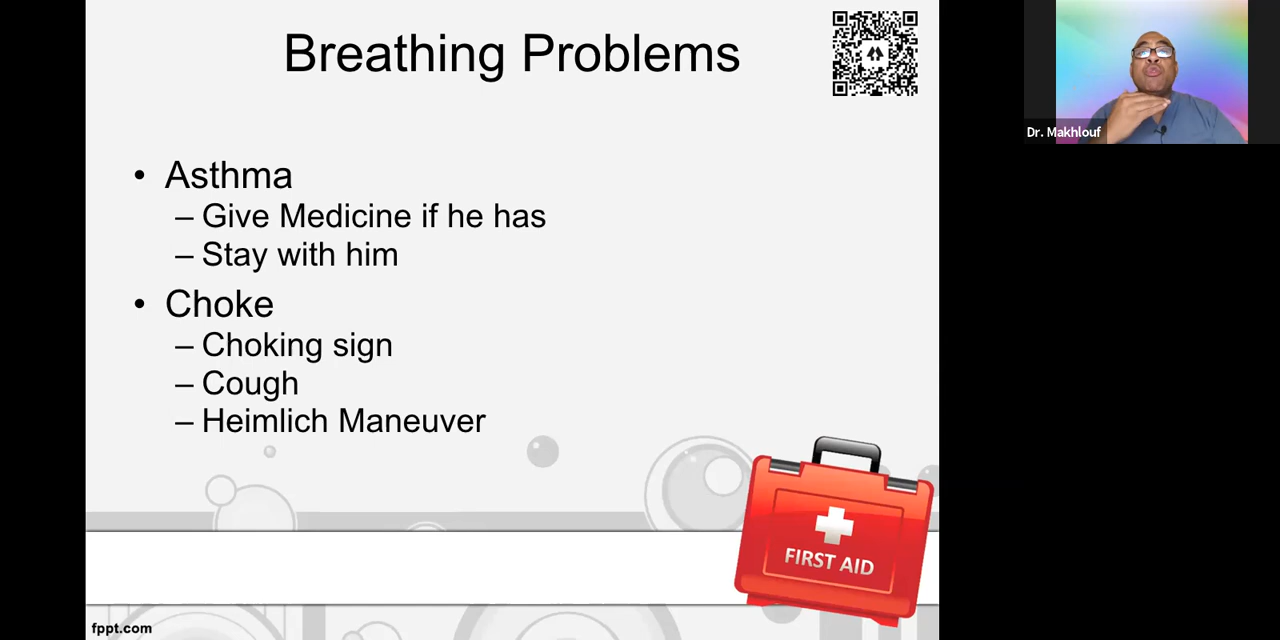 Breathing Problems
Dr. Makhlouf
• Asthma
– Give Medicine if he has
– Stay with him
• Choke
– Choking sign
– Cough
– Heimlich Maneuver
FIRST AID
fppt.com